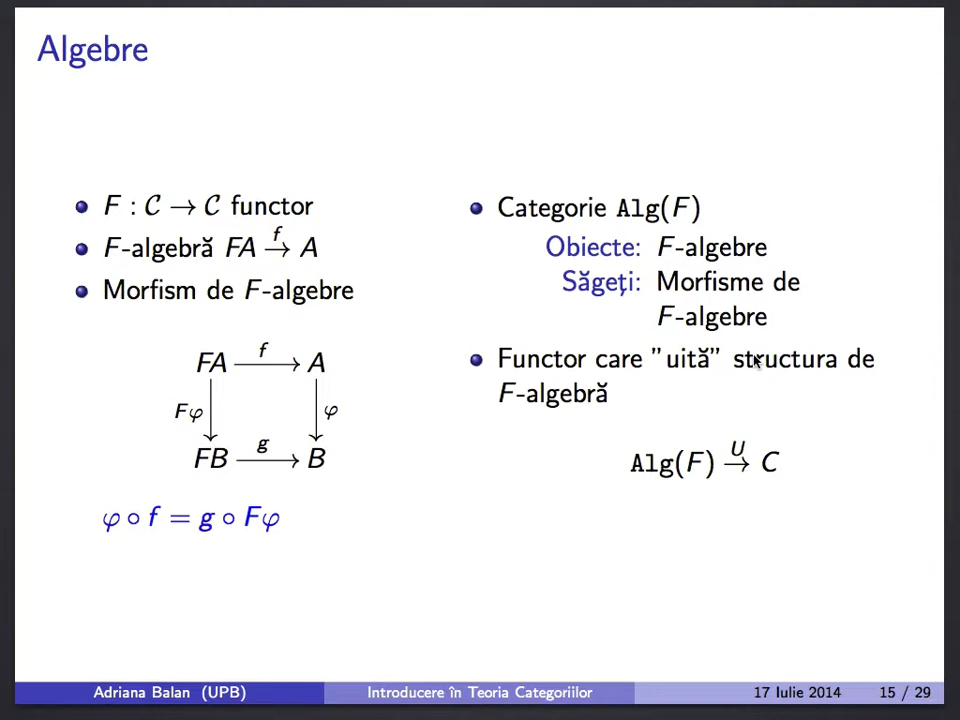 Algebre
F : C → C functor
F-algebră FA →f A
Morfism de F-algebre
FA f A
Fφ φ
FB g B
φ ∘ f = g ∘ Fφ
Categorie Alg(F)
Obiecte: F-algebre
Săgeți: Morfisme de
F-algebre
Functor care "uită" structura de
F-algebră
Alg(F) →U C
Adriana Balan (UPB) Introducere în Teoria Categoriilor 17 Iulie 2014 15 / 29